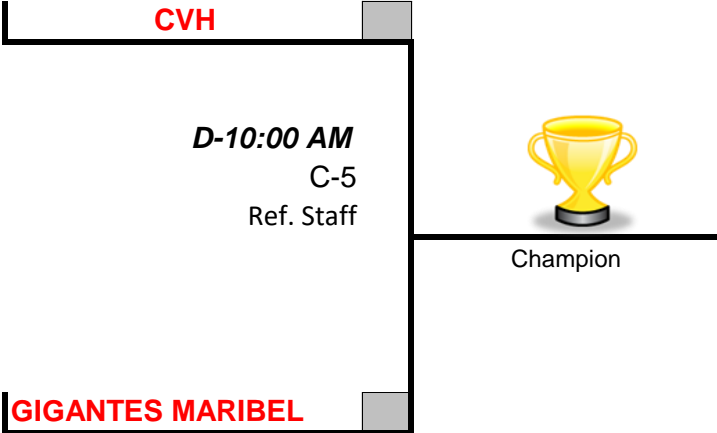 CVH
D-10:00 AM
C-5
Ref. Staff
Champion
GIGANTES MARIBEL